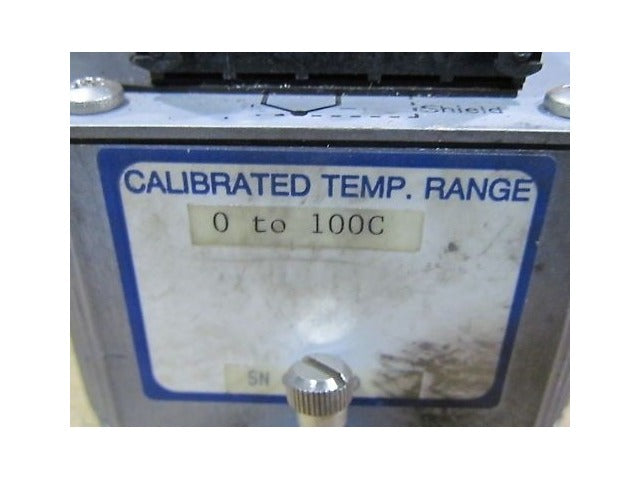 Shield
CALIBRATED TEMP. RANGE
0 to 100C
SN